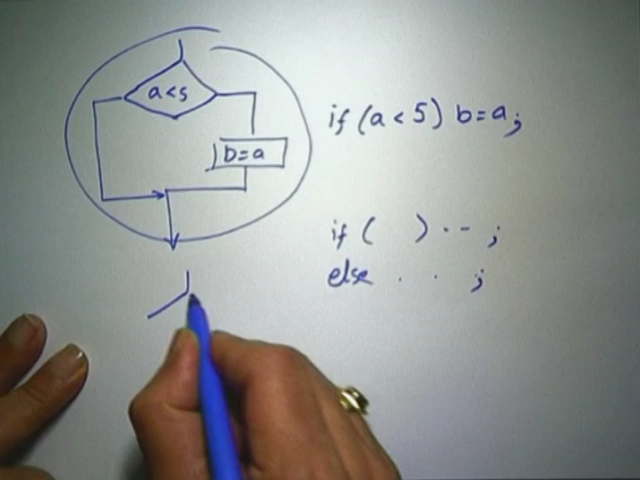 a<5
if (a<5) b=a;
b=a
if (   ) .-- ;
else . . ;